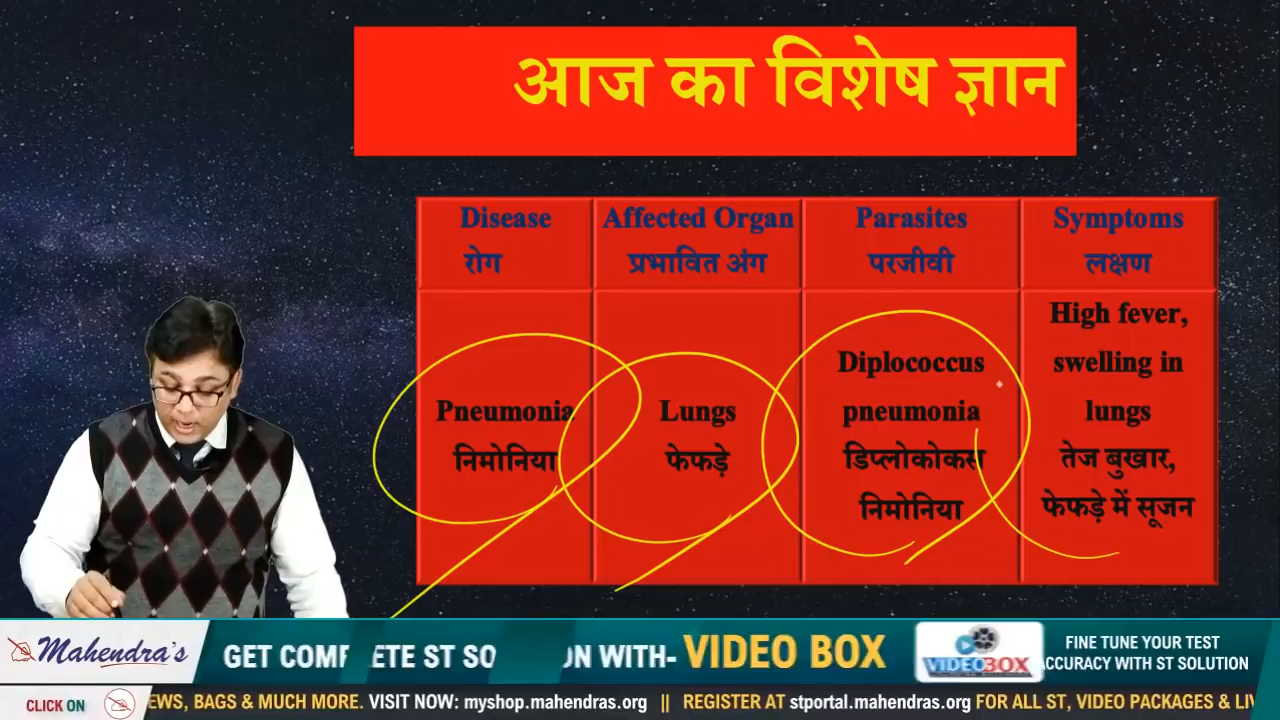 आज का विशेष ज्ञान
Disease
रोग
Affected Organ
प्रभावित अंग
Parasites
परजीवी
Symptoms
लक्षण
Pneumonia
निमोनिया
Lungs
फेफड़े
Diplococcus
pneumonia
डिप्लोकोकस
निमोनिया
High fever,
swelling in
lungs
तेज बुखार,
फेफड़े में सूजन
Mahendra's
GET COMP ETE ST SO ON WITH- VIDEO BOX
VIDEOBOX
FINE TUNE YOUR TEST
ACCURACY WITH ST SOLUTION
CLICK ON
EWS, BAGS & MUCH MORE. VISIT NOW: myshop.mahendras.org || REGISTER AT stportal.mahendras.org FOR ALL ST, VIDEO PACKAGES & LIV